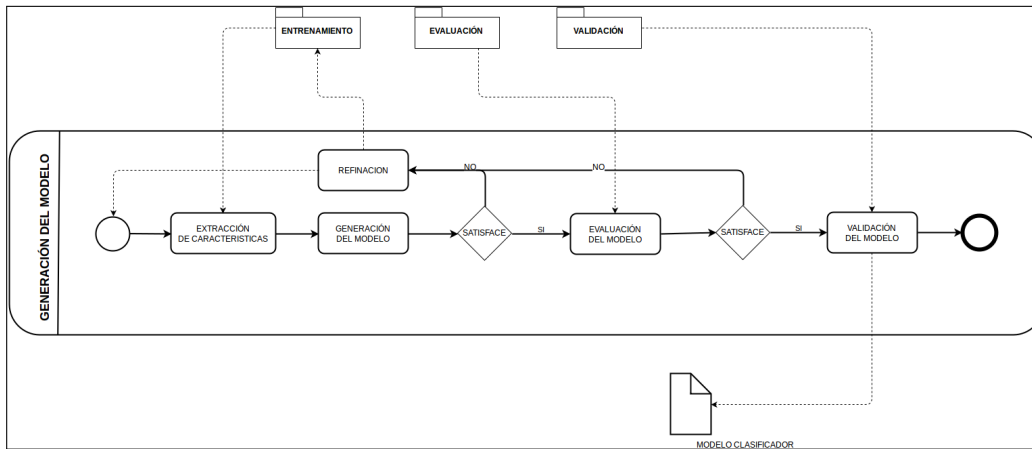 ENTRENAMIENTO
EVALUACIÓN
VALIDACIÓN
GENERACIÓN DEL MODELO
REFINACION
NO
NO
EXTRACCIÓN
DE CARACTERISTICAS
GENERACIÓN
DEL MODELO
SATISFACE
SI
EVALUACIÓN
DEL MODELO
SATISFACE
SI
VALIDACIÓN
DEL MODELO
MODELO CLASIFICADOR